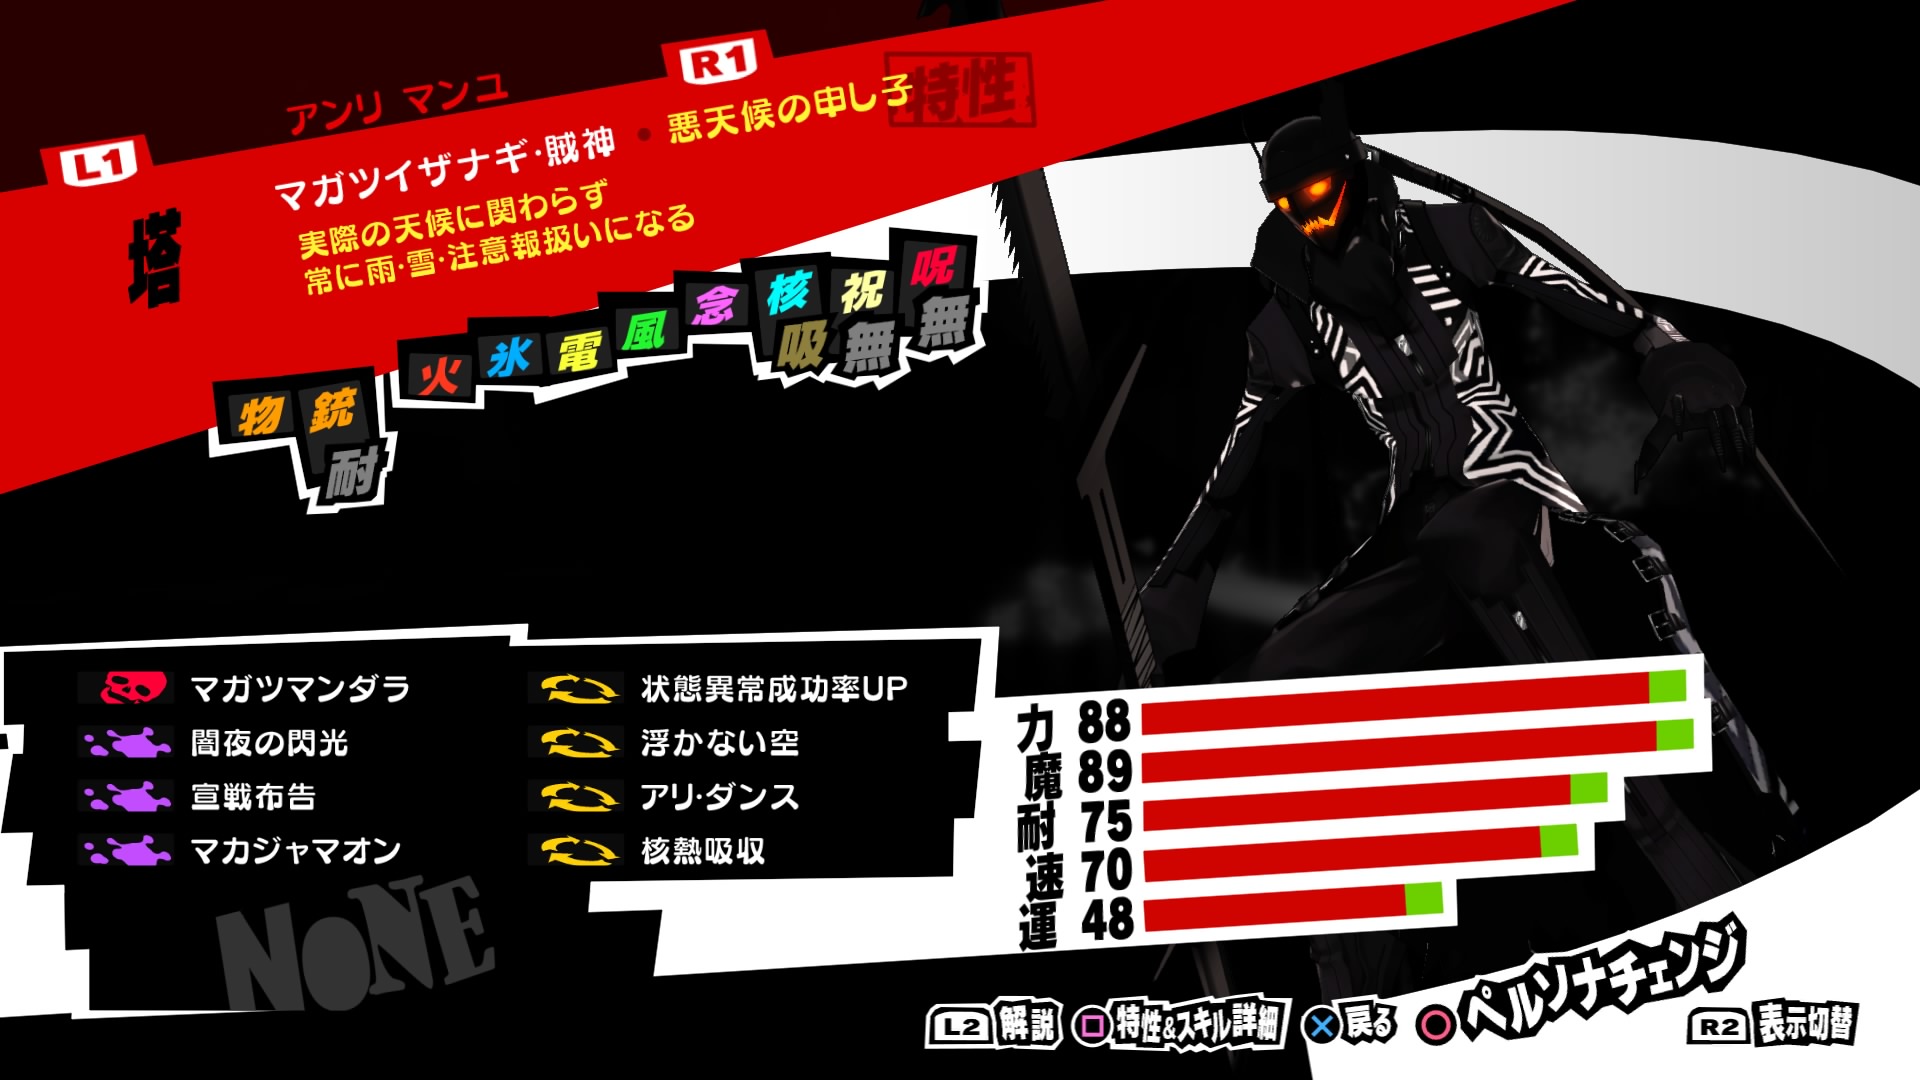 アンリ マンユ
R1
特性
L1
マガツイザナギ・賊神 • 悪天候の申し子
塔
実際の天候に関わらず
常に雨・雪・注意報扱いになる
物 銃 火 氷 電 風 念 核 祝 呪
耐 吸 無 無
マガツマンダラ 状態異常成功率UP
闇夜の閃光 浮かない空
宣戦布告 アリ・ダンス
マカジャマオン 核熱吸収
NONE
力 88
魔 89
耐 75
速 70
運 48
L2 解説 特性&スキル詳細 戻る ペルソナチェンジ R2 表示切替